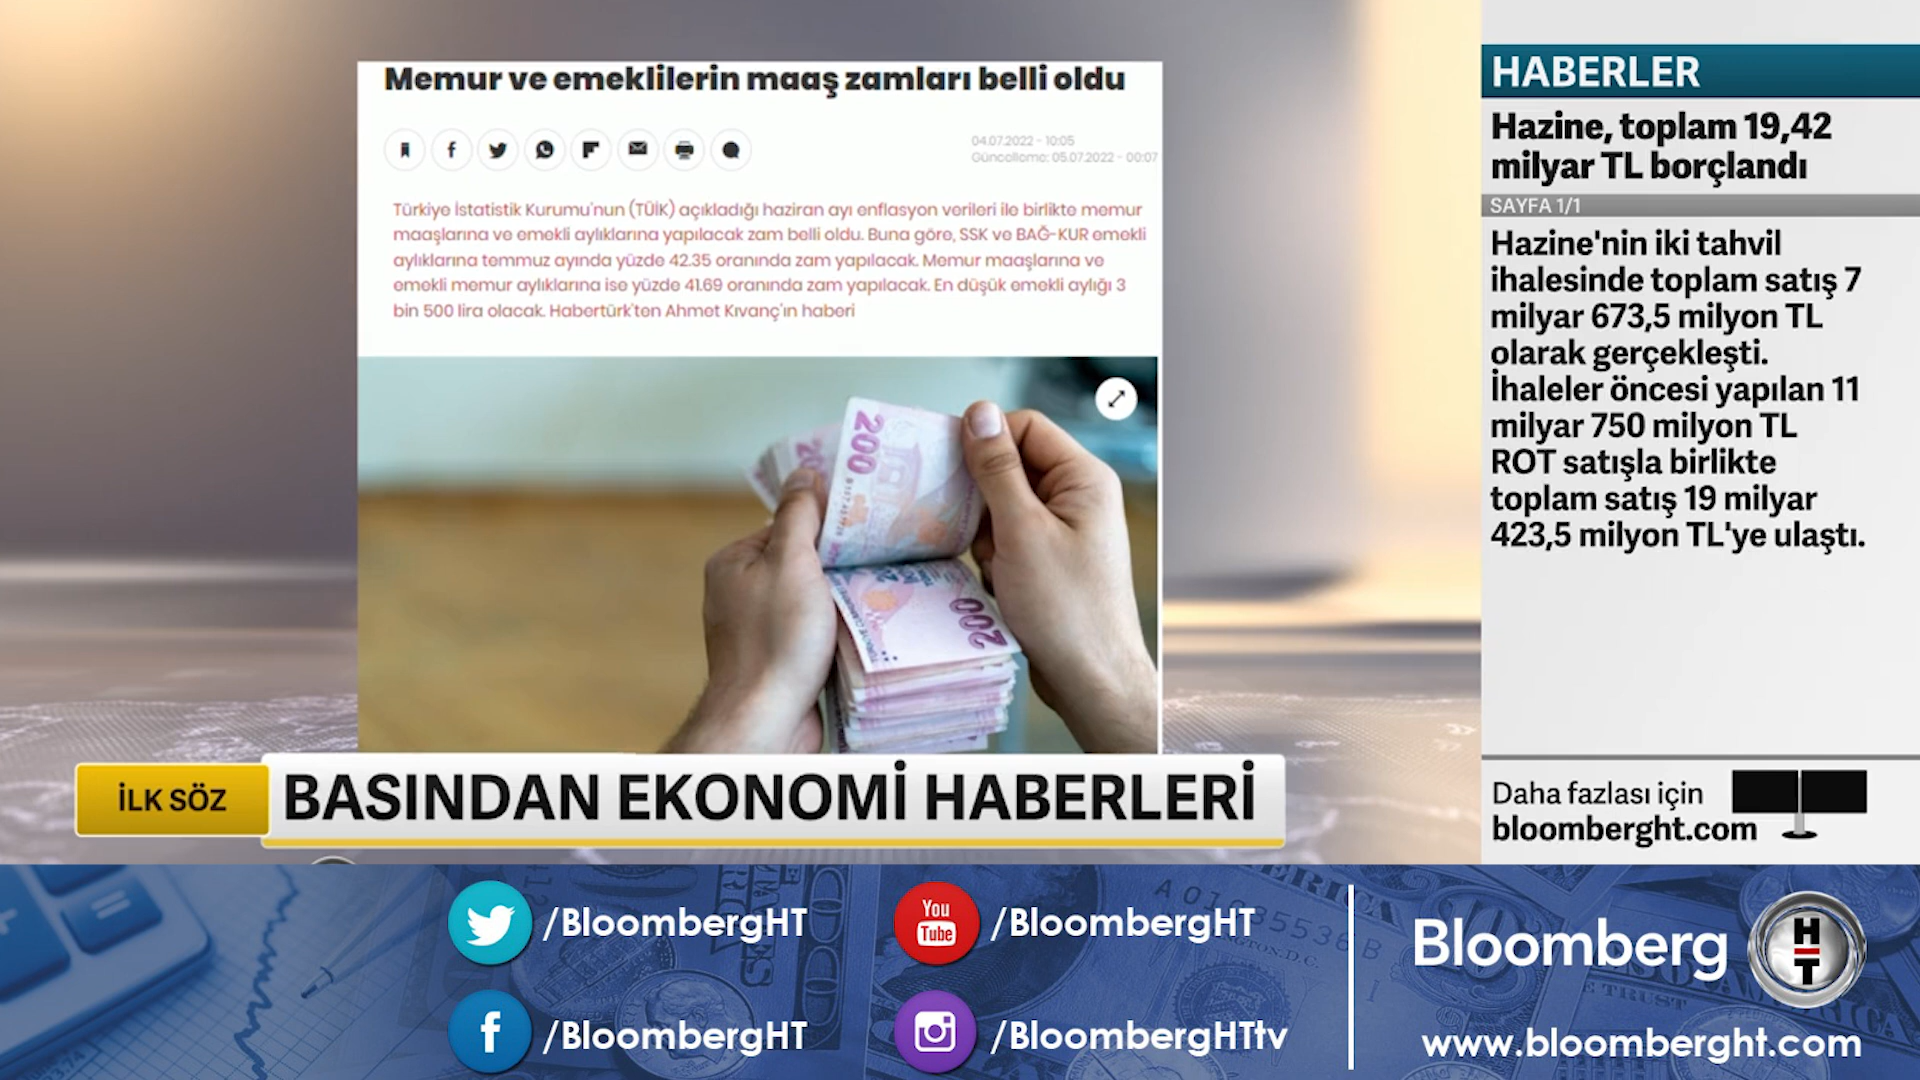 Memur ve emeklilerin maaş zamları belli oldu
04.07.2022 - 10:05
Güncelleme: 05.07.2022 - 00:07
Türkiye İstatistik Kurumu'nun (TÜİK) açıkladığı haziran ayı enflasyon verileri ile birlikte memur
maaşlarına ve emekli aylıklarına yapılacak zam belli oldu. Buna göre, SSK ve BAĞ-KUR emekli
aylıklarına temmuz ayında yüzde 42.35 oranında zam yapılacak. Memur maaşlarına ve
emekli memur aylıklarına ise yüzde 41.69 oranında zam yapılacak. En düşük emekli aylığı 3
bin 500 lira olacak. Habertürk'ten Ahmet Kıvanç'ın haberi
200
200
İLK SÖZ
BASINDAN EKONOMİ HABERLERİ
HABERLER
Hazine, toplam 19,42
milyar TL borçlandı
SAYFA 1/1
Hazine'nin iki tahvil
ihalesinde toplam satış 7
milyar 673,5 milyon TL
olarak gerçekleşti.
İhaleler öncesi yapılan 11
milyar 750 milyon TL
ROT satışla birlikte
toplam satış 19 milyar
423,5 milyon TL'ye ulaştı.
Daha fazlası için
bloomberght.com
/BloombergHT
You
Tube
/BloombergHT
/BloombergHT
/BloombergHTtv
Bloomberg
HT
www.bloomberght.com